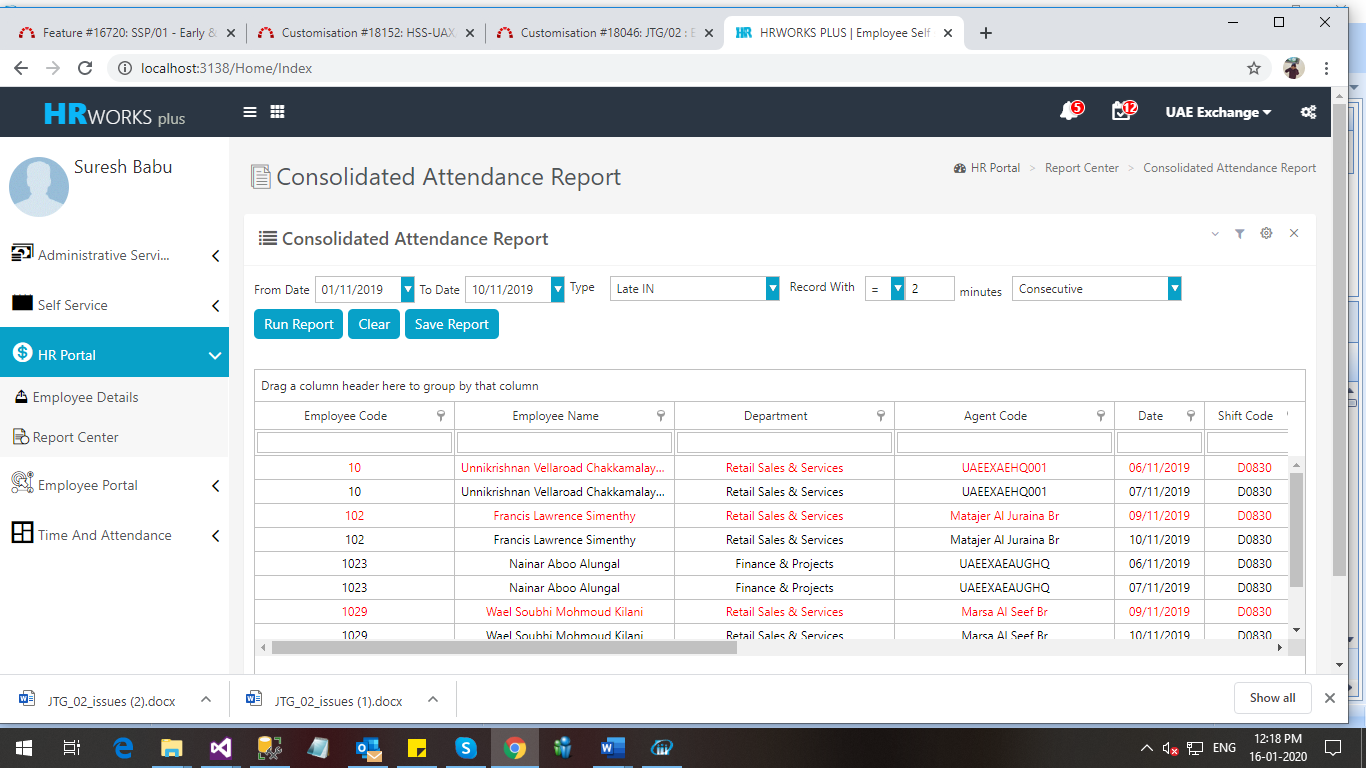 Feature #16720: SSP/01 - Early &
Customisation #18152: HSS-UAX
Customisation #18046: JTG/02 : E
HRWORKS PLUS | Employee Self
localhost:3138/Home/Index
HRWORKS plus
5
12
UAE Exchange
Suresh Babu
Consolidated Attendance Report
HR Portal > Report Center > Consolidated Attendance Report
Administrative Servi...
Self Service
HR Portal
Employee Details
Report Center
Employee Portal
Time And Attendance
Consolidated Attendance Report
From Date 01/11/2019 To Date 10/11/2019 Type Late IN Record With = 2 minutes Consecutive
Run Report Clear Save Report
Drag a column header here to group by that column
Employee Code Employee Name Department Agent Code Date Shift Code
10 Unnikrishnan Vellaroad Chakkamalay... Retail Sales & Services UAEEXAEHQ001 06/11/2019 D0830
10 Unnikrishnan Vellaroad Chakkamalay... Retail Sales & Services UAEEXAEHQ001 07/11/2019 D0830
102 Francis Lawrence Simenthy Retail Sales & Services Matajer Al Juraina Br 09/11/2019 D0830
102 Francis Lawrence Simenthy Retail Sales & Services Matajer Al Juraina Br 10/11/2019 D0830
1023 Nainar Aboo Alungal Finance & Projects UAEEXAEAUGHQ 06/11/2019 D0830
1023 Nainar Aboo Alungal Finance & Projects UAEEXAEAUGHQ 07/11/2019 D0830
1029 Wael Soubhi Mohmoud Kilani Retail Sales & Services Marsa Al Seef Br 09/11/2019 D0830
1029 Wael Soubhi Mohmoud Kilani Retail Sales & Services Marsa Al Seef Br 10/11/2019 D0830
JTG_02_issues (2).docx
JTG_02_issues (1).docx
Show all
ENG
12:18 PM
16-01-2020